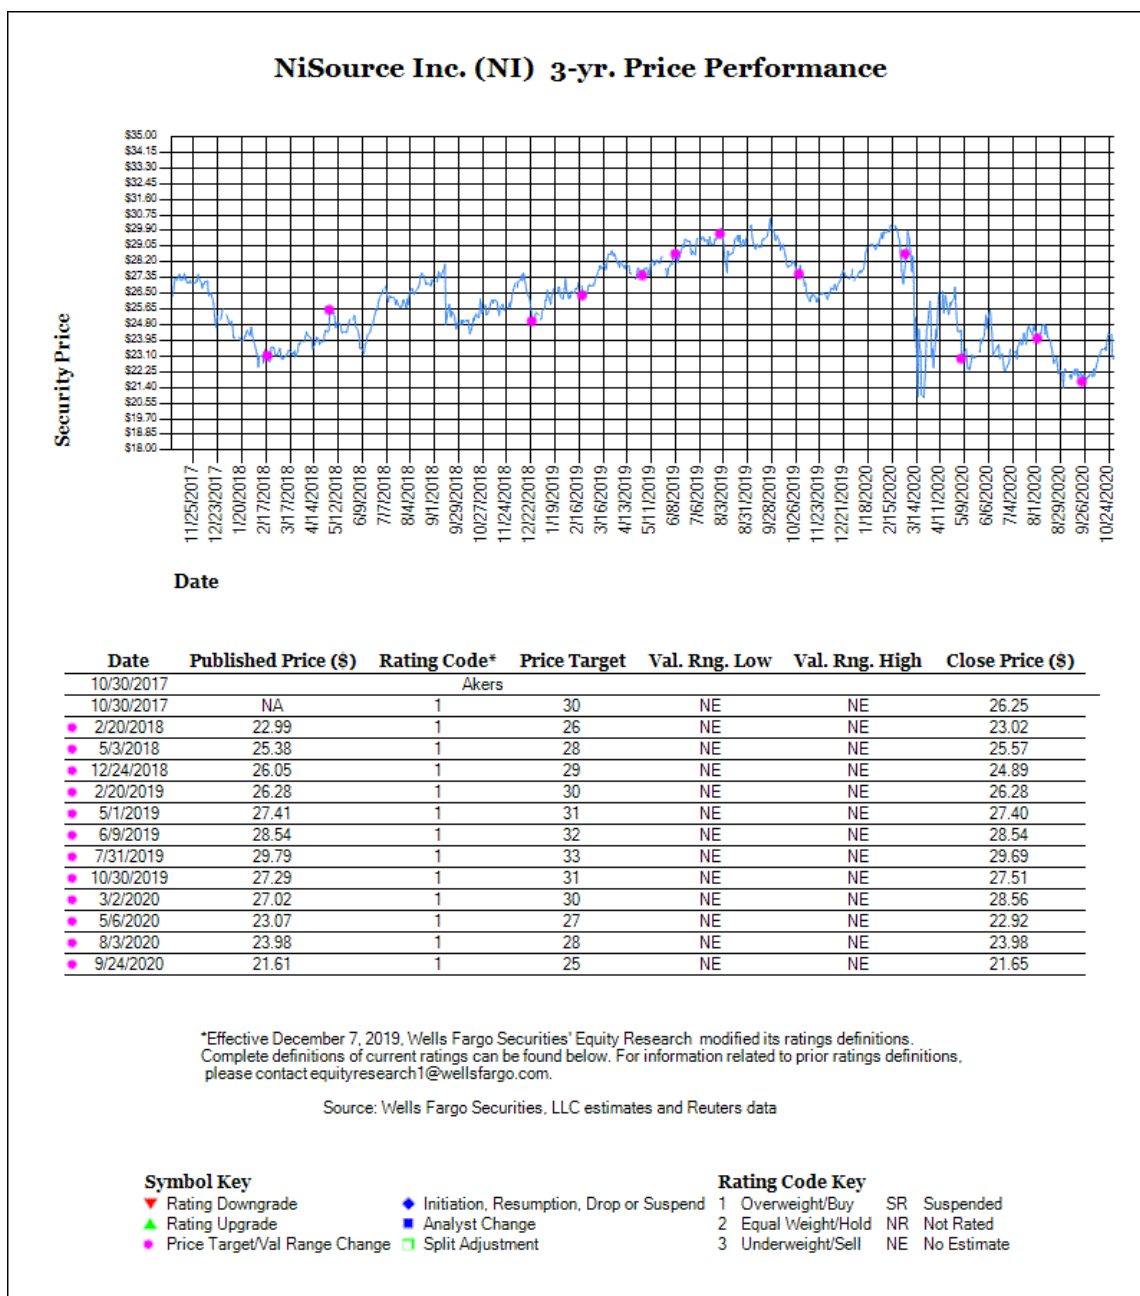 NiSource Inc. (NI)  3-yr. Price Performance
$35.00
$34.15
$33.30
$32.45
$31.60
$30.75
$29.90
$29.05
$28.20
$27.35
$26.50
$25.65
$24.80
$23.95
$23.10
$22.25
$21.40
$20.55
$19.70
$18.85
$18.00
Security Price
11/25/2017
12/23/2017
1/20/2018
2/17/2018
3/17/2018
4/14/2018
5/12/2018
6/9/2018
7/7/2018
8/4/2018
9/1/2018
9/29/2018
10/27/2018
11/24/2018
12/22/2018
1/19/2019
2/16/2019
3/16/2019
4/13/2019
5/11/2019
6/8/2019
7/6/2019
8/3/2019
8/31/2019
9/28/2019
10/26/2019
11/23/2019
12/21/2019
1/18/2020
2/15/2020
3/14/2020
4/11/2020
5/9/2020
6/6/2020
7/4/2020
8/1/2020
8/29/2020
9/26/2020
10/24/2020
Date
Date Published Price ($) Rating Code* Price Target Val. Rng. Low Val. Rng. High Close Price ($)
10/30/2017 Akers
10/30/2017 NA 1 30 NE NE 26.25
2/20/2018 22.99 1 26 NE NE 23.02
5/3/2018 25.38 1 28 NE NE 25.57
12/24/2018 26.05 1 29 NE NE 24.89
2/20/2019 26.28 1 30 NE NE 26.28
5/1/2019 27.41 1 31 NE NE 27.40
6/9/2019 28.54 1 32 NE NE 28.54
7/31/2019 29.79 1 33 NE NE 29.69
10/30/2019 27.29 1 31 NE NE 27.51
3/2/2020 27.02 1 30 NE NE 28.56
5/6/2020 23.07 1 27 NE NE 22.92
8/3/2020 23.98 1 28 NE NE 23.98
9/24/2020 21.61 1 25 NE NE 21.65
*Effective December 7, 2019, Wells Fargo Securities' Equity Research modified its ratings definitions.
Complete definitions of current ratings can be found below. For information related to prior ratings definitions,
please contact equityresearch1@wellsfargo.com.
Source: Wells Fargo Securities, LLC estimates and Reuters data
Symbol Key Rating Code Key
Rating Downgrade Initiation, Resumption, Drop or Suspend 1 Overweight/Buy SR Suspended
Rating Upgrade Analyst Change 2 Equal Weight/Hold NR Not Rated
Price Target/Val Range Change Split Adjustment 3 Underweight/Sell NE No Estimate